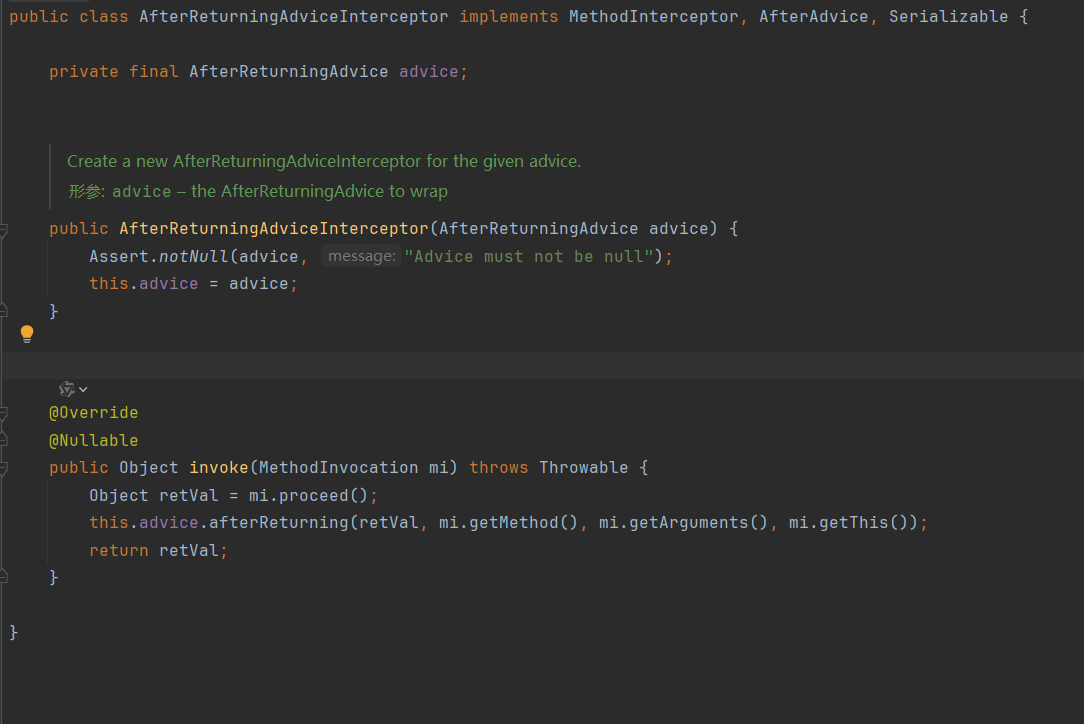 public class AfterReturningAdviceInterceptor implements MethodInterceptor, AfterAdvice, Serializable {
private final AfterReturningAdvice advice;
Create a new AfterReturningAdviceInterceptor for the given advice.
形参: advice – the AfterReturningAdvice to wrap
public AfterReturningAdviceInterceptor(AfterReturningAdvice advice) {
Assert.notNull(advice, message: "Advice must not be null");
this.advice = advice;
}
@Override
@Nullable
public Object invoke(MethodInvocation mi) throws Throwable {
Object retVal = mi.proceed();
this.advice.afterReturning(retVal, mi.getMethod(), mi.getArguments(), mi.getThis());
return retVal;
}
}